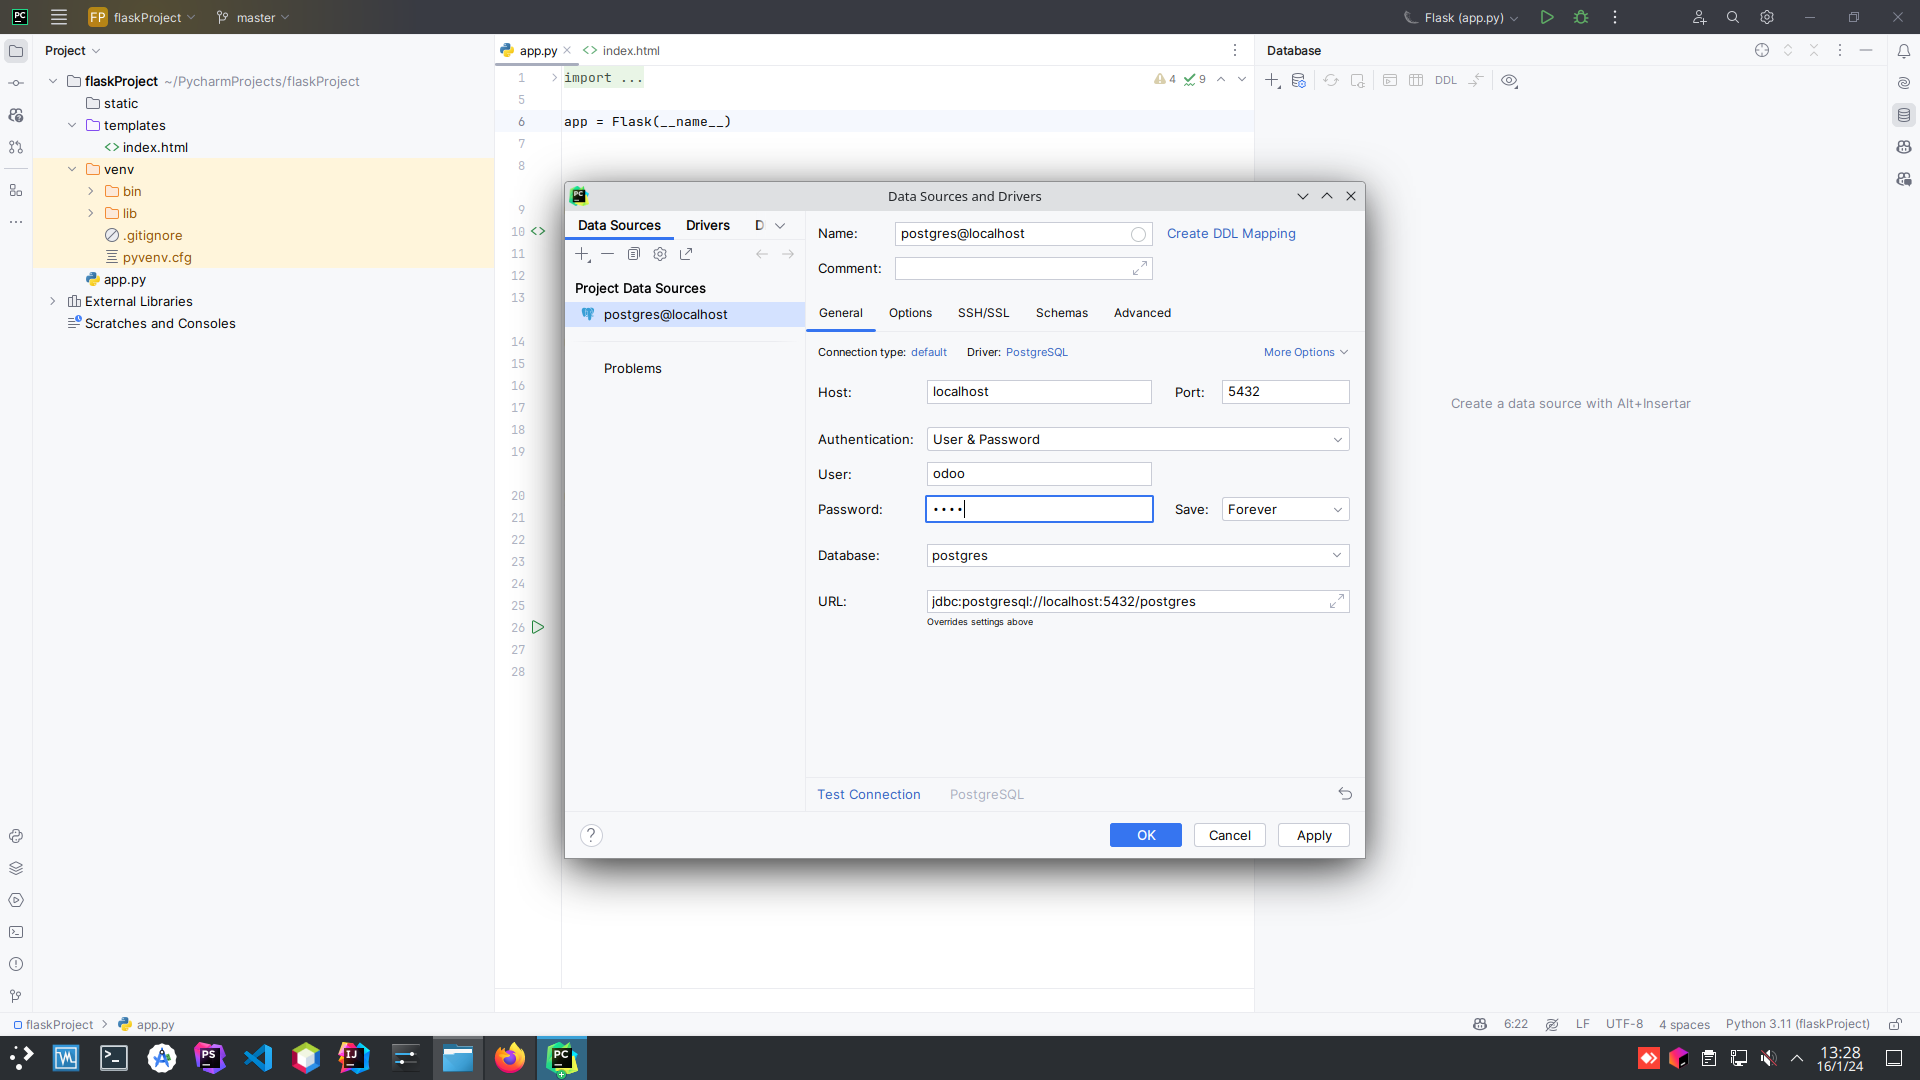 PC
FP flaskProject
master
Flask (app.py)
Project
flaskProject ~/PycharmProjects/flaskProject
static
templates
index.html
venv
bin
lib
.gitignore
pyvenv.cfg
app.py
External Libraries
Scratches and Consoles
app.py
index.html
4 9
1 import ...
5
6 app = Flask(__name__)
7
8
9
10
11
12
13
14
15
16
17
18
19
20
21
22
23
24
25
26
27
28
Database
DDL
Create a data source with Alt+Insertar
PC
Data Sources and Drivers
Data Sources Drivers D
Project Data Sources
postgres@localhost
Problems
Name: postgres@localhost Create DDL Mapping
Comment:
General Options SSH/SSL Schemas Advanced
Connection type: default Driver: PostgreSQL More Options
Host: localhost Port: 5432
Authentication: User & Password
User: odoo
Password: •••• Save: Forever
Database: postgres
URL: jdbc:postgresql://localhost:5432/postgres
Overrides settings above
Test Connection PostgreSQL
? OK Cancel Apply
flaskProject > app.py
6:22 LF UTF-8 4 spaces Python 3.11 (flaskProject)
PS IJ PC
13:28
16/1/24